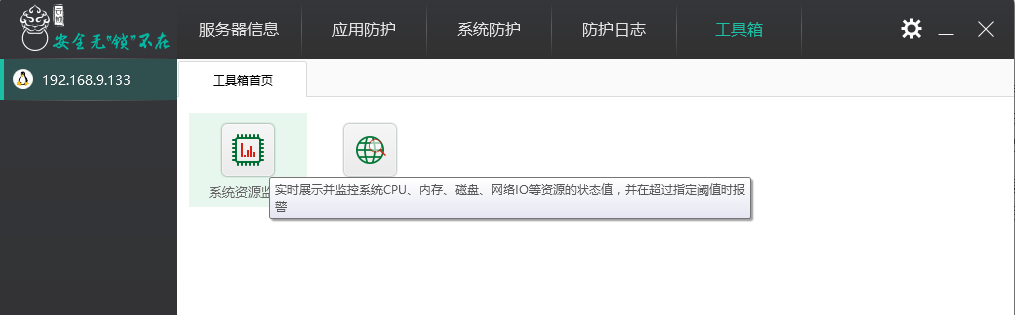 云锁
安全无“锁”不在
服务器信息
应用防护
系统防护
防护日志
工具箱
192.168.9.133
工具箱首页
系统资源监
实时展示并监控系统CPU、内存、磁盘、网络IO等资源的状态值，并在超过指定阈值时报
警